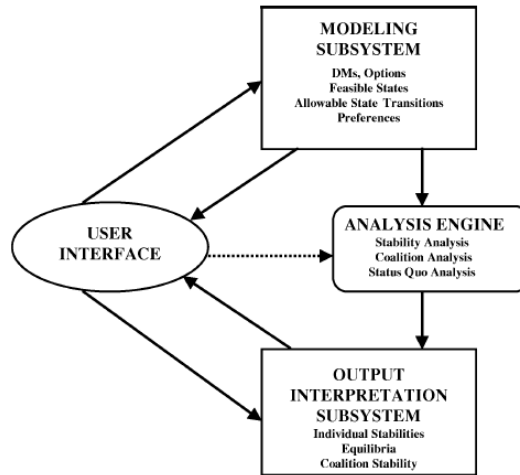 MODELING
SUBSYSTEM
DMs, Options
Feasible States
Allowable State Transitions
Preferences
USER
INTERFACE
ANALYSIS ENGINE
Stability Analysis
Coalition Analysis
Status Quo Analysis
OUTPUT
INTERPRETATION
SUBSYSTEM
Individual Stabilities
Equilibria
Coalition Stability